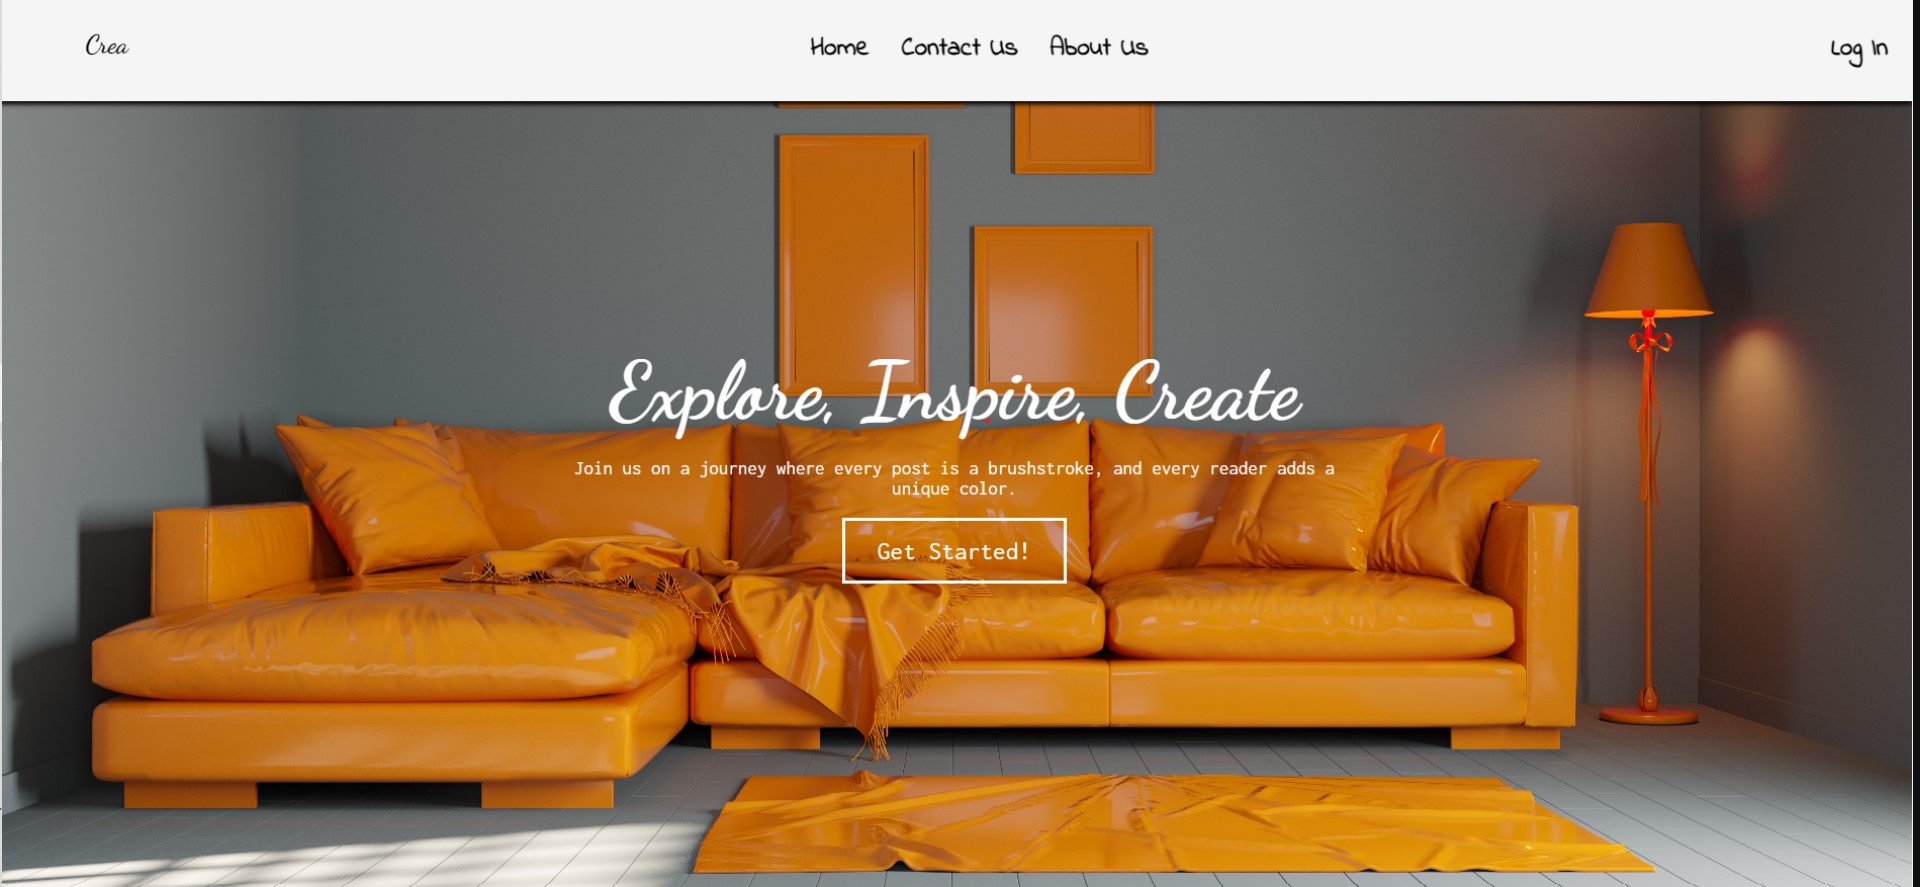 Crea
Home Contact Us About Us
Log In
Explore, Inspire, Create
Join us on a journey where every post is a brushstroke, and every reader adds a
unique color.
Get Started!